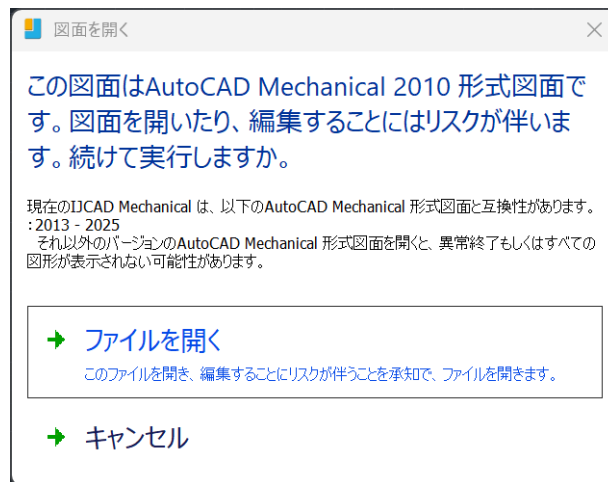 図面を開く
この図面はAutoCAD Mechanical 2010 形式図面で
す。図面を開いたり、編集することにはリスクが伴いま
す。続けて実行しますか。
現在のIJCAD Mechanical は、以下のAutoCAD Mechanical 形式図面と互換性があります。
: 2013 - 2025
それ以外のバージョンのAutoCAD Mechanical 形式図面を開くと、異常終了もしくはすべての
図形が表示されない可能性があります。
ファイルを開く
このファイルを開き、編集することにリスクが伴うことを承知で、ファイルを開きます。
キャンセル